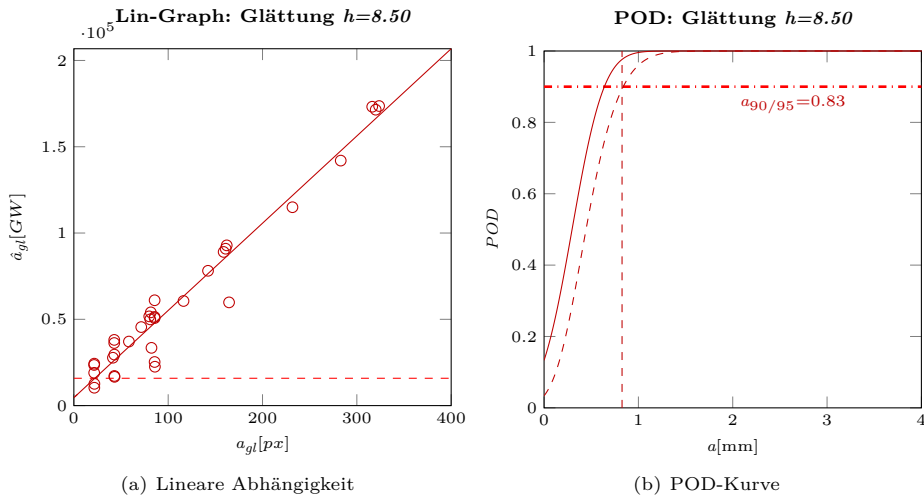 Lin-Graph: Glättung h=8.50
·10⁵
2
1.5
1
0.5
0
0 100 200 300 400
â_gl[GW]
a_gl[px]
(a) Lineare Abhängigkeit
POD: Glättung h=8.50
1
0.8
0.6
0.4
0.2
0
0 1 2 3 4
POD
a_90/95=0.83
a[mm]
(b) POD-Kurve